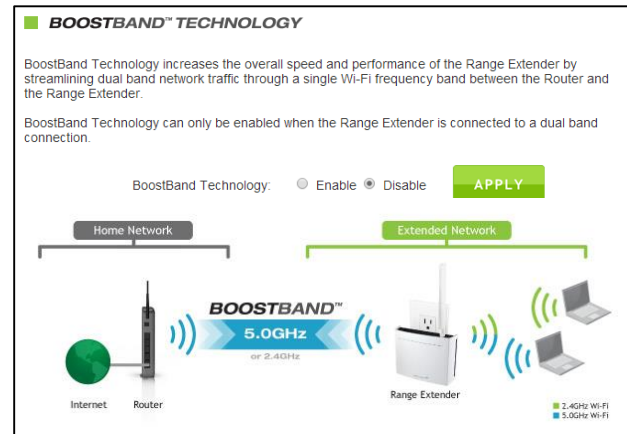 BOOSTBAND™ TECHNOLOGY
BoostBand Technology increases the overall speed and performance of the Range Extender by
streamlining dual band network traffic through a single Wi-Fi frequency band between the Router and
the Range Extender.
BoostBand Technology can only be enabled when the Range Extender is connected to a dual band
connection.
BoostBand Technology: Enable Disable APPLY
Home Network Extended Network
BOOSTBAND™
5.0GHz
or 2.4GHz
Internet Router Range Extender
2.4GHz Wi-Fi
5.0GHz Wi-Fi